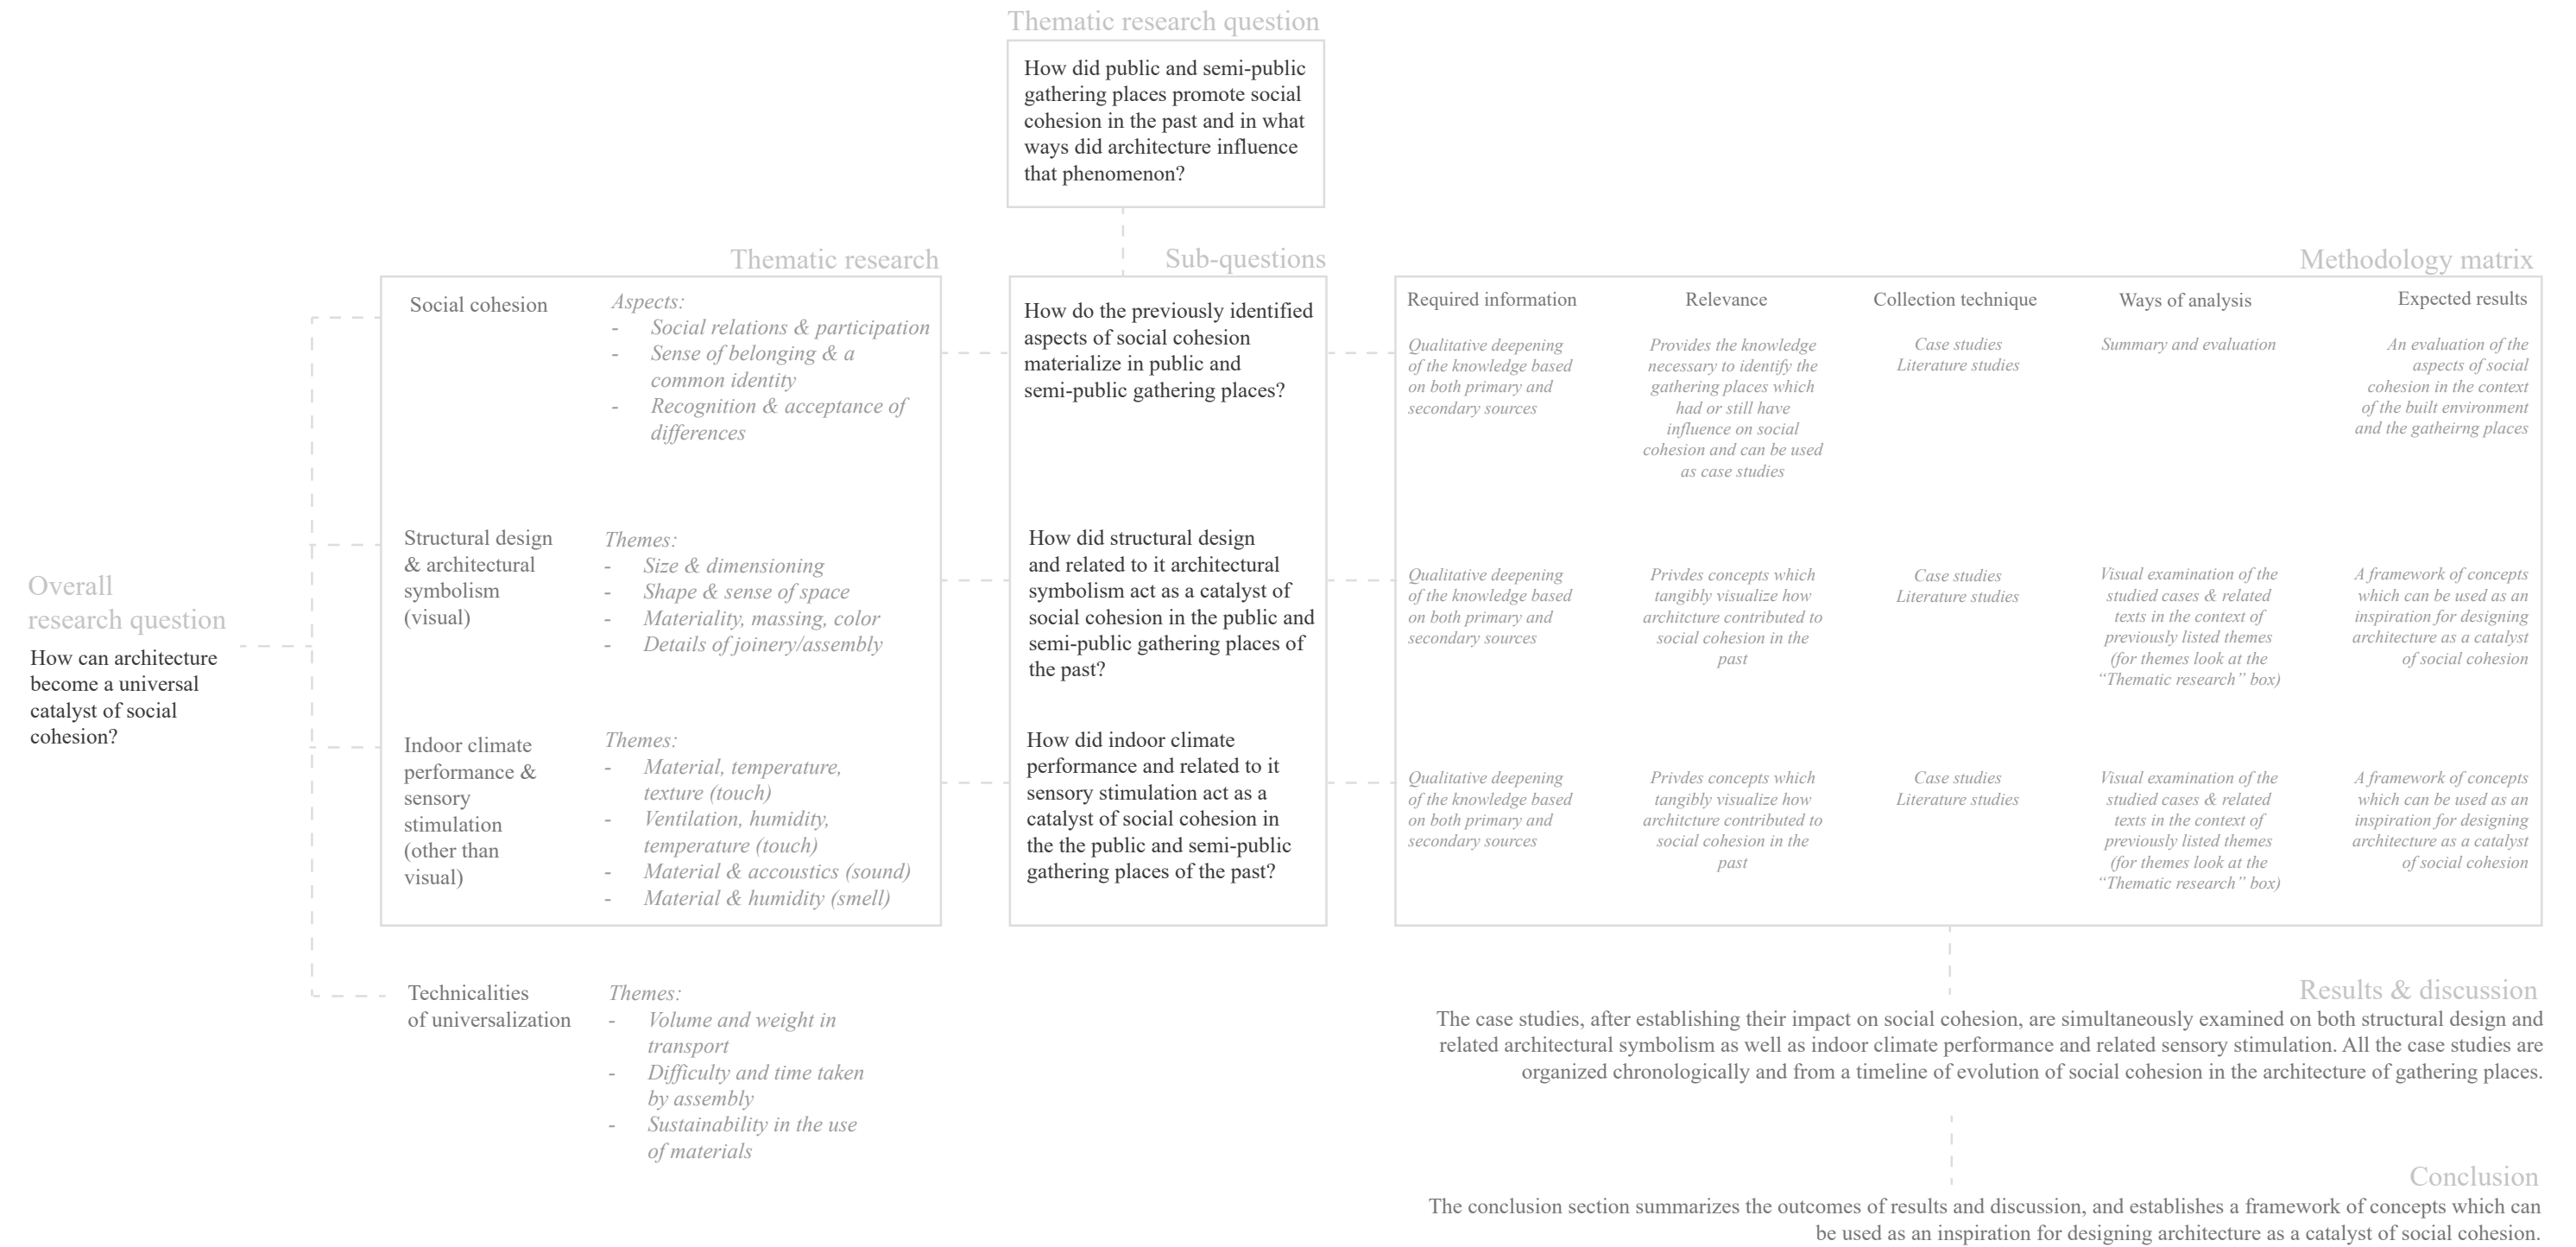 Thematic research question
How did public and semi-public
gathering places promote social
cohesion in the past and in what
ways did architecture influence
that phenomenon?
Overall
research question
How can architecture
become a universal
catalyst of social
cohesion?
Thematic research
Social cohesion
Aspects:
- Social relations & participation
- Sense of belonging & a
common identity
- Recognition & acceptance of
differences
Structural design
& architectural
symbolism
(visual)
Themes:
- Size & dimensioning
- Shape & sense of space
- Materiality, massing, color
- Details of joinery/assembly
Indoor climate
performance &
sensory
stimulation
(other than
visual)
Themes:
- Material, temperature,
texture (touch)
- Ventilation, humidity,
temperature (touch)
- Material & accoustics (sound)
- Material & humidity (smell)
Technicalities
of universalization
Themes:
- Volume and weight in
transport
- Difficulty and time taken
by assembly
- Sustainability in the use
of materials
Sub-questions
How do the previously identified
aspects of social cohesion
materialize in public and
semi-public gathering places?
How did structural design
and related to it architectural
symbolism act as a catalyst of
social cohesion in the public and
semi-public gathering places of
the past?
How did indoor climate
performance and related to it
sensory stimulation act as a
catalyst of social cohesion in
the the public and semi-public
gathering places of the past?
Methodology matrix
Required information
Relevance
Collection technique
Ways of analysis
Expected results
Qualitative deepening
of the knowledge based
on both primary and
secondary sources
Provides the knowledge
necessary to identify the
gathering places which
had or still have
influence on social
cohesion and can be used
as case studies
Case studies
Literature studies
Summary and evaluation
An evaluation of the
aspects of social
cohesion in the context
of the built environment
and the gatheirng places
Qualitative deepening
of the knowledge based
on both primary and
secondary sources
Privdes concepts which
tangibly visualize how
architcture contributed to
social cohesion in the
past
Case studies
Literature studies
Visual examination of the
studied cases & related
texts in the context of
previously listed themes
(for themes look at the
“Thematic research” box)
A framework of concepts
which can be used as an
inspiration for designing
architecture as a catalyst
of social cohesion
Qualitative deepening
of the knowledge based
on both primary and
secondary sources
Privdes concepts which
tangibly visualize how
architcture contributed to
social cohesion in the
past
Case studies
Literature studies
Visual examination of the
studied cases & related
texts in the context of
previously listed themes
(for themes look at the
“Thematic research” box)
A framework of concepts
which can be used as an
inspiration for designing
architecture as a catalyst
of social cohesion
Results & discussion
The case studies, after establishing their impact on social cohesion, are simultaneously examined on both structural design and
related architectural symbolism as well as indoor climate performance and related sensory stimulation. All the case studies are
organized chronologically and from a timeline of evolution of social cohesion in the architecture of gathering places.
Conclusion
The conclusion section summarizes the outcomes of results and discussion, and establishes a framework of concepts which can
be used as an inspiration for designing architecture as a catalyst of social cohesion.